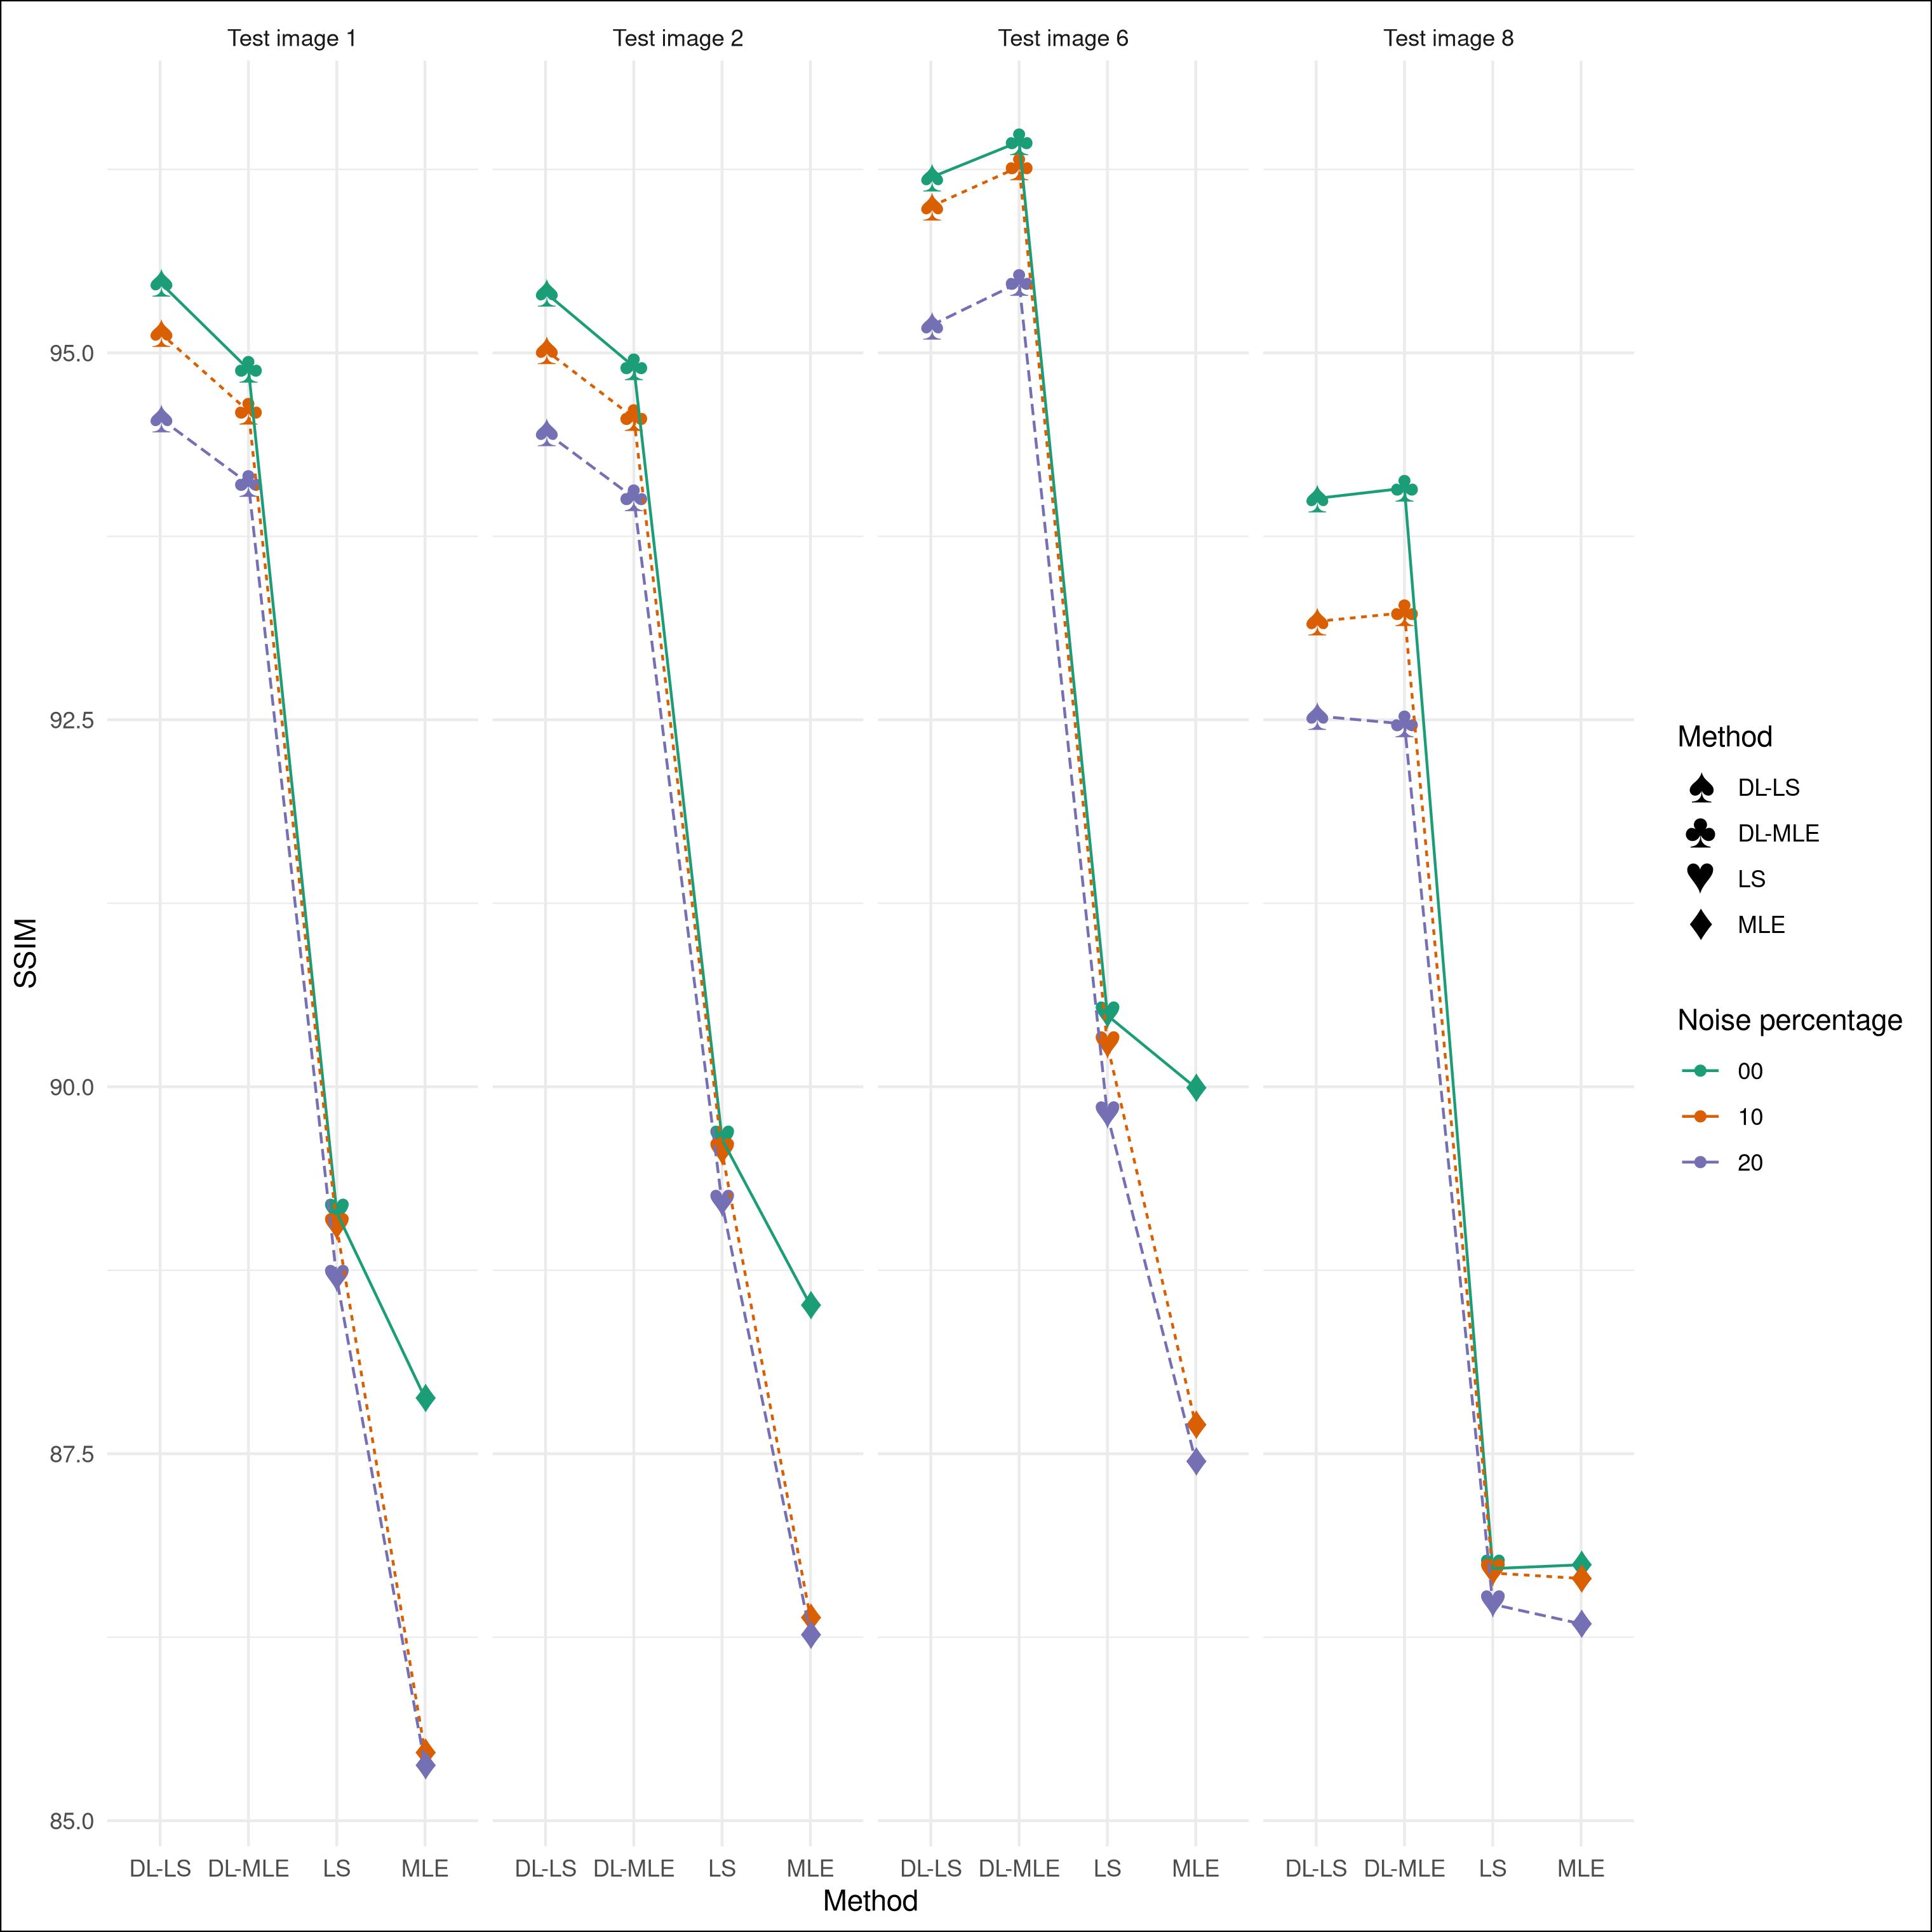 Test image 1 Test image 2 Test image 6 Test image 8
95.0
92.5
90.0
87.5
85.0
SSIM
DL-LS DL-MLE LS MLE DL-LS DL-MLE LS MLE DL-LS DL-MLE LS MLE DL-LS DL-MLE LS MLE
Method
Method
DL-LS
DL-MLE
LS
MLE
Noise percentage
00
10
20